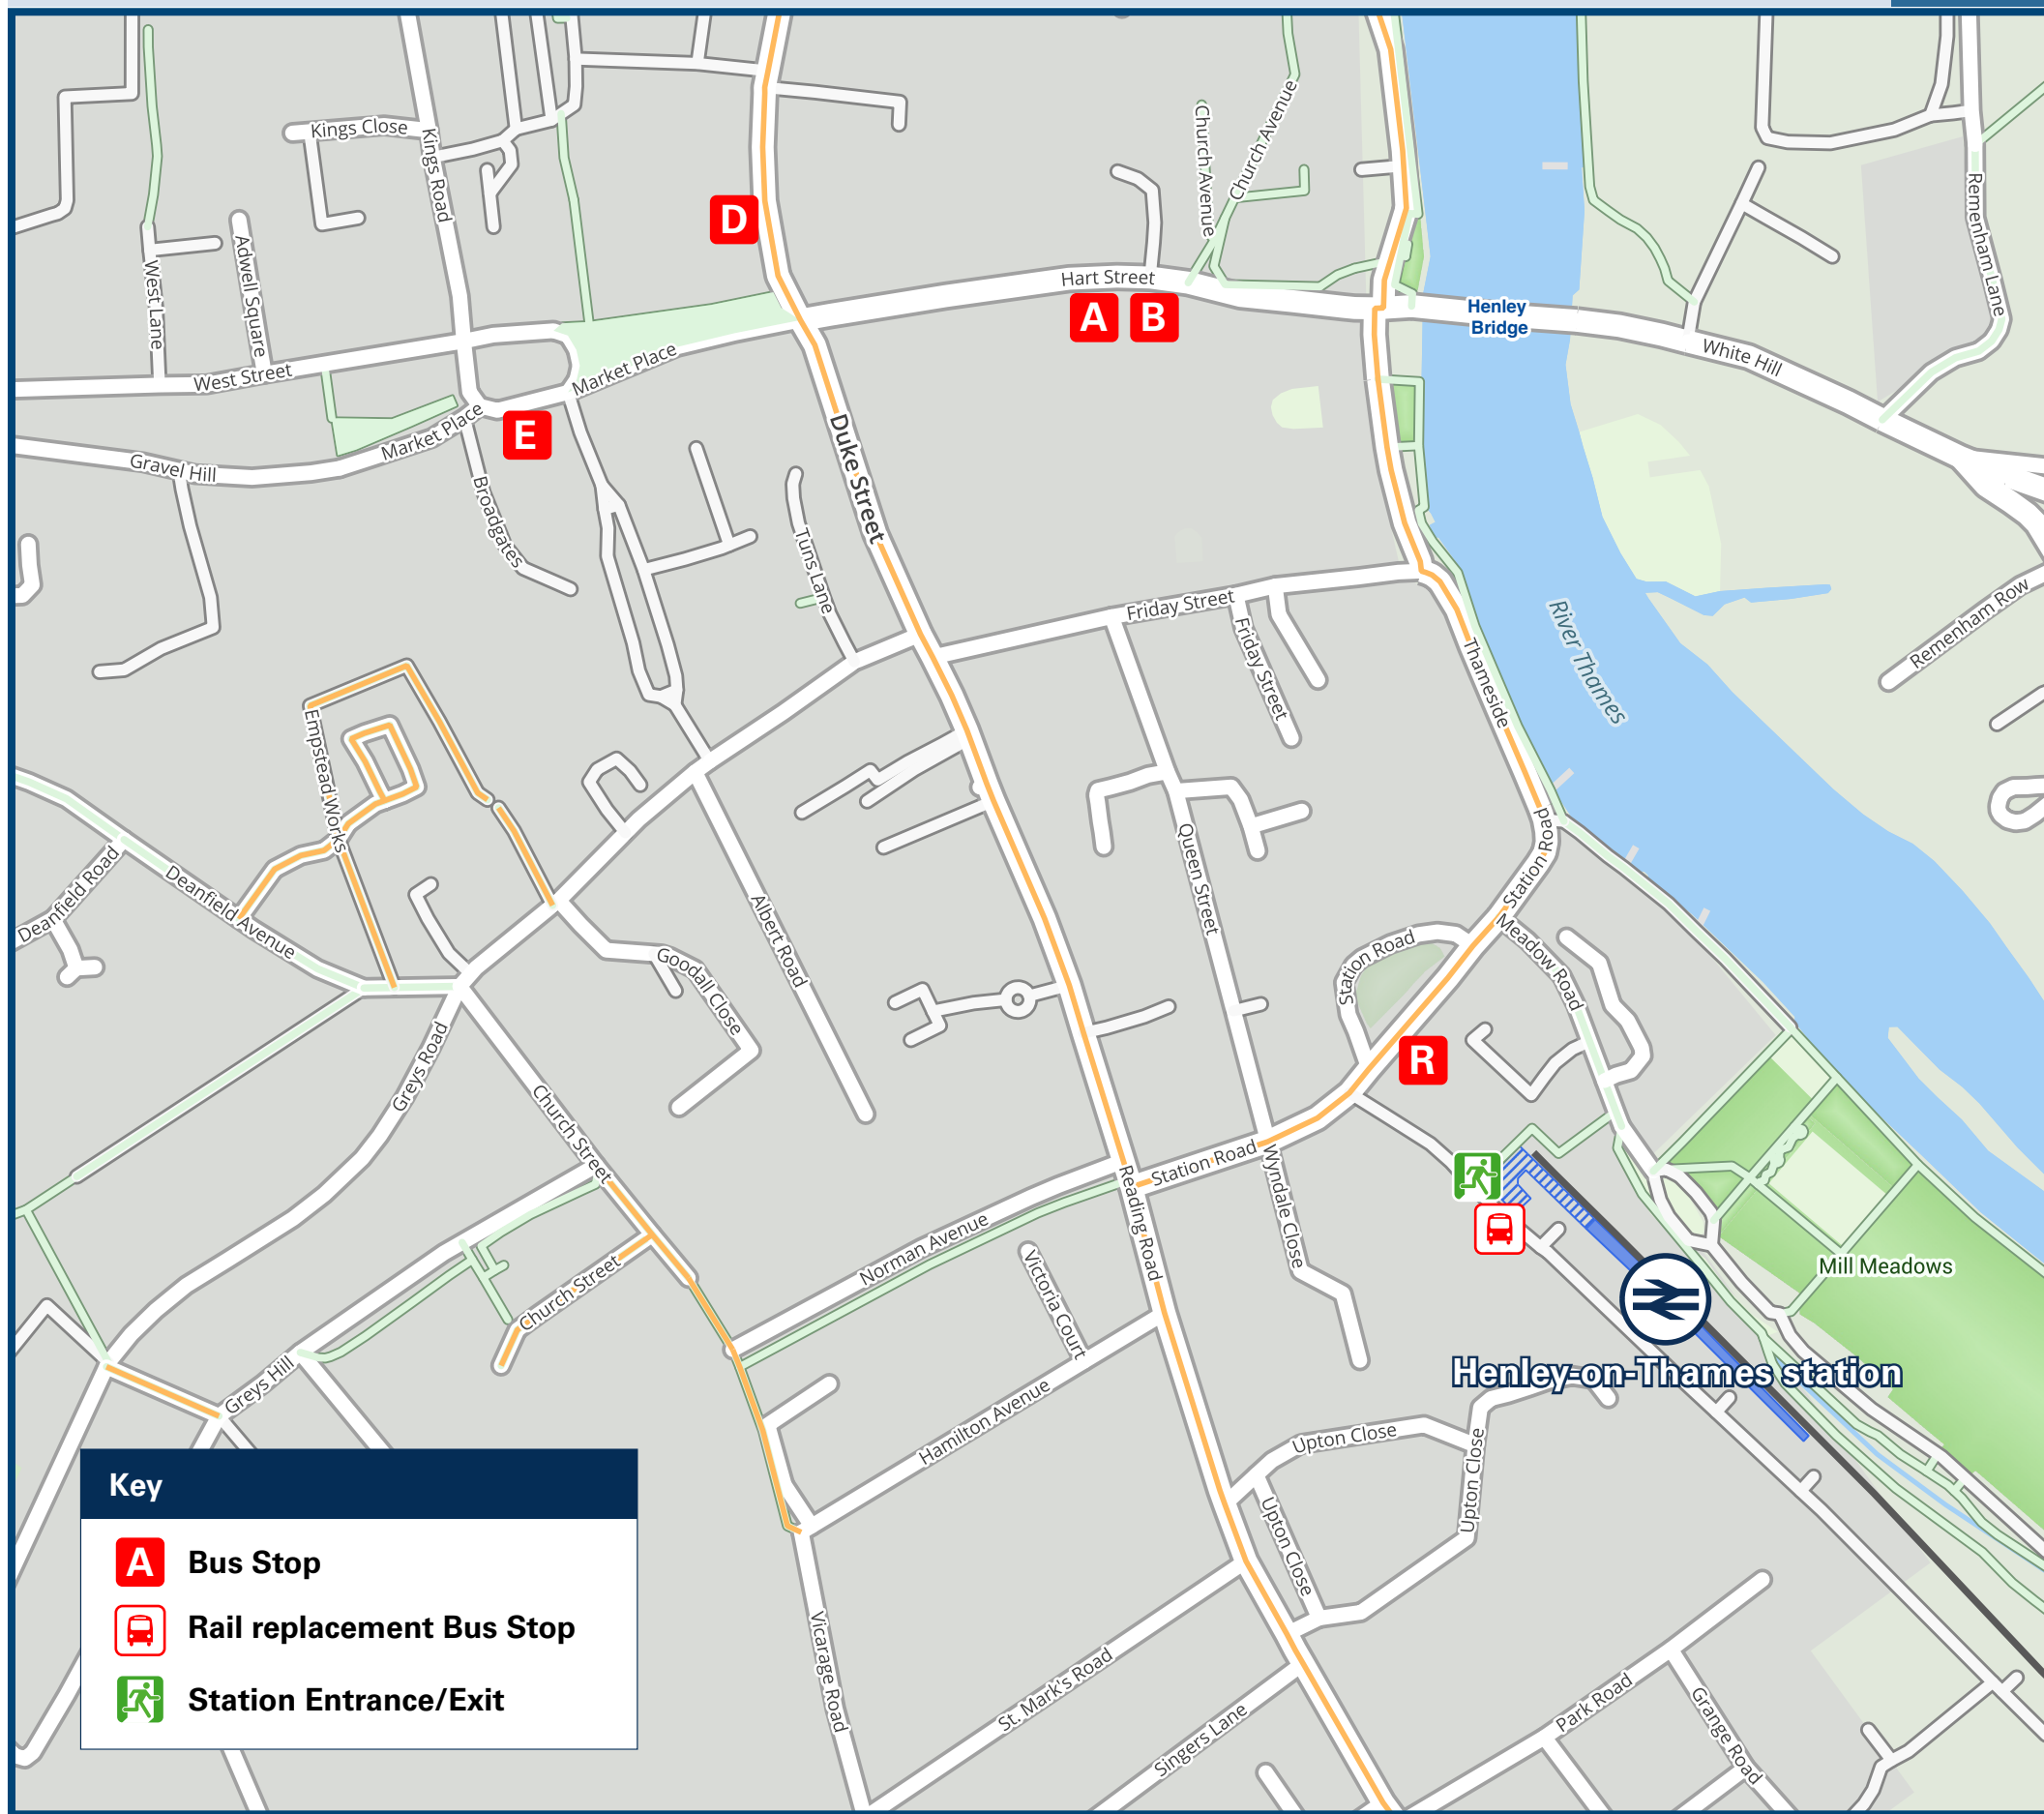 Kings Close
Kings Road
Church Avenue
Church Avenue
Remenham Lane
D
West Lane
Adwell Square
Hart Street
A
B
Henley
Bridge
White Hill
West Street
Market Place
Market Place
E
Gravel Hill
Broadgates
Duke Street
Tuns Lane
Friday Street
Friday Street
Thameside
River Thames
Remenham Row
Empstead Works
Deanfield Road
Deanfield Avenue
Albert Road
Goodall Close
Queen Street
Station Road
Station Road
Meadow Road
R
Greys Road
Church Street
Church Street
Norman Avenue
Station Road
Reading Road
Wyndale Close
Victoria Court
Mill Meadows
Henley-on-Thames station
Greys Hill
Hamilton Avenue
Upton Close
Upton Close
Upton Close
Vicarage Road
St. Mark's Road
Singers Lane
Park Road
Grange Road
Key
A Bus Stop
Rail replacement Bus Stop
Station Entrance/Exit